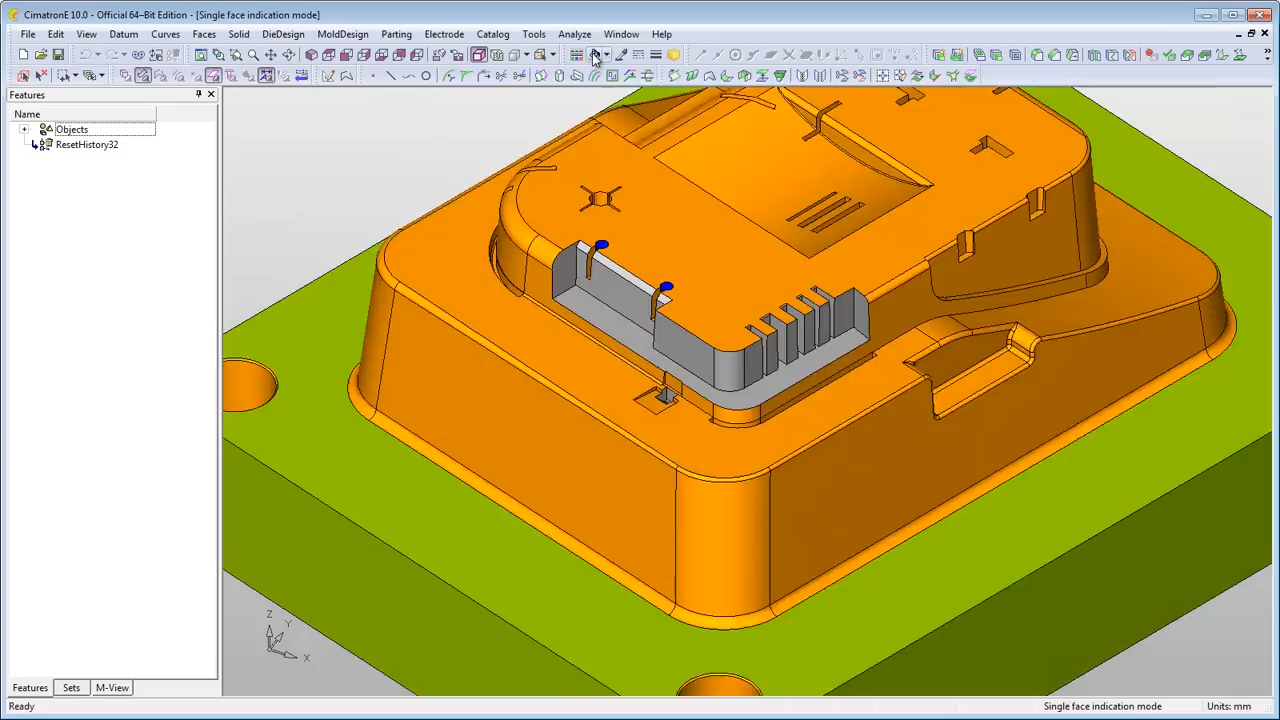 CimatronE 10.0 - Official 64-Bit Edition - [Single face indication mode]
File Edit View Datum Curves Faces Solid DieDesign MoldDesign Parting Electrode Catalog Tools Analyze Window Help
Features
Name
Objects
ResetHistory32
Z
Y
X
Features Sets M-View
Ready Single face indication mode Units: mm